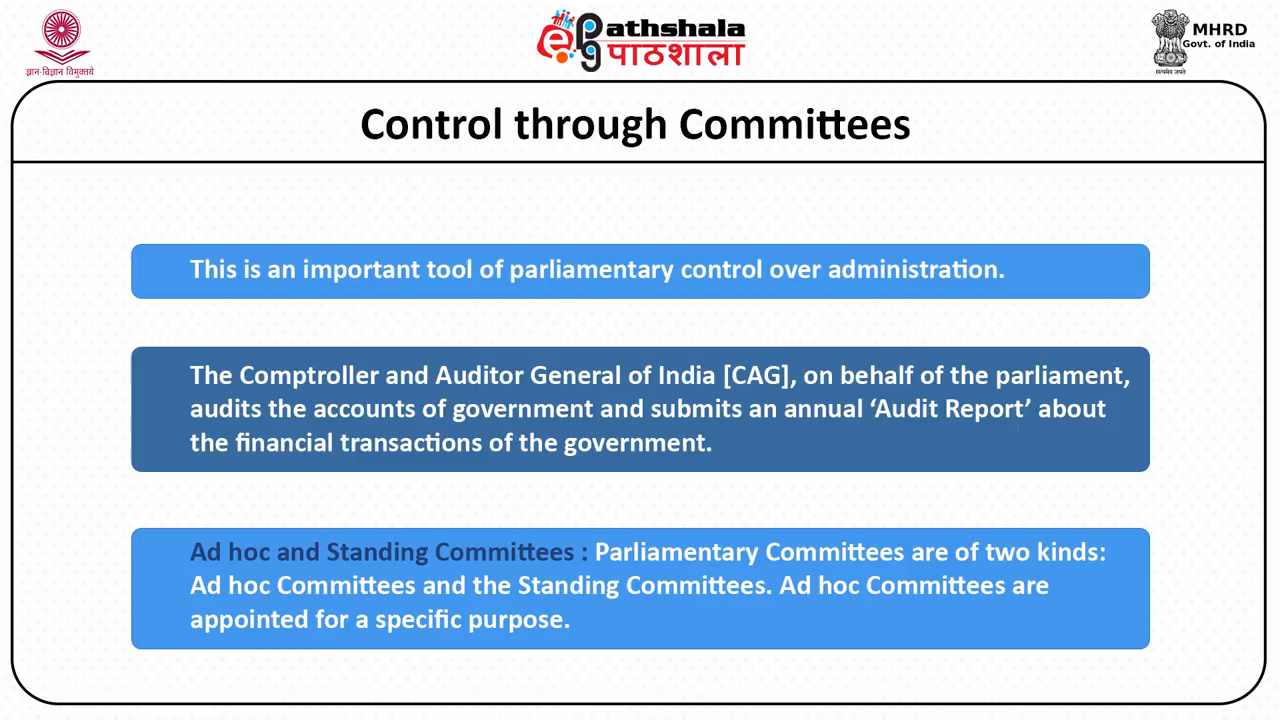 ज्ञान-विज्ञान विमुक्तये
ePG athshala
पाठशाला
MHRD
Govt. of India
सत्यमेव जयते
Control through Committees
This is an important tool of parliamentary control over administration.
The Comptroller and Auditor General of India [CAG], on behalf of the parliament,
audits the accounts of government and submits an annual ‘Audit Report’ about
the financial transactions of the government.
Ad hoc and Standing Committees : Parliamentary Committees are of two kinds:
Ad hoc Committees and the Standing Committees. Ad hoc Committees are
appointed for a specific purpose.